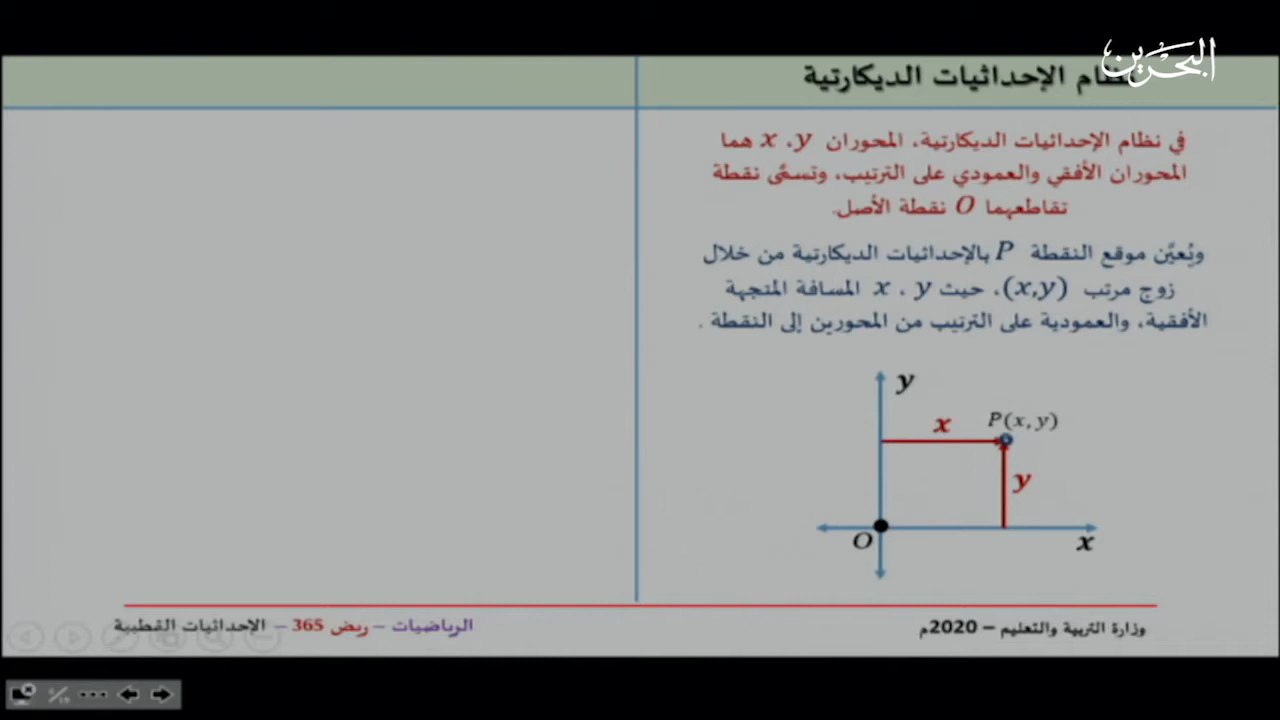 البحرين
نظام الإحداثيات الديكارتية
في نظام الإحداثيات الديكارتية، المحوران x ، y هما
المحوران الأفقي والعمودي على الترتيب، وتسمَّى نقطة
تقاطعهما O نقطة الأصل.
ويُعيَّن موقع النقطة P بالإحداثيات الديكارتية من خلال
زوج مرتب (x,y)، حيث x ، y المسافة المتجهة
الأفقية، والعمودية على الترتيب من المحورين إلى النقطة .
y
P(x, y)
x
y
O
x
وزارة التربية والتعليم – 2020م
الرياضيات – ريض 365 – الإحداثيات القطبية